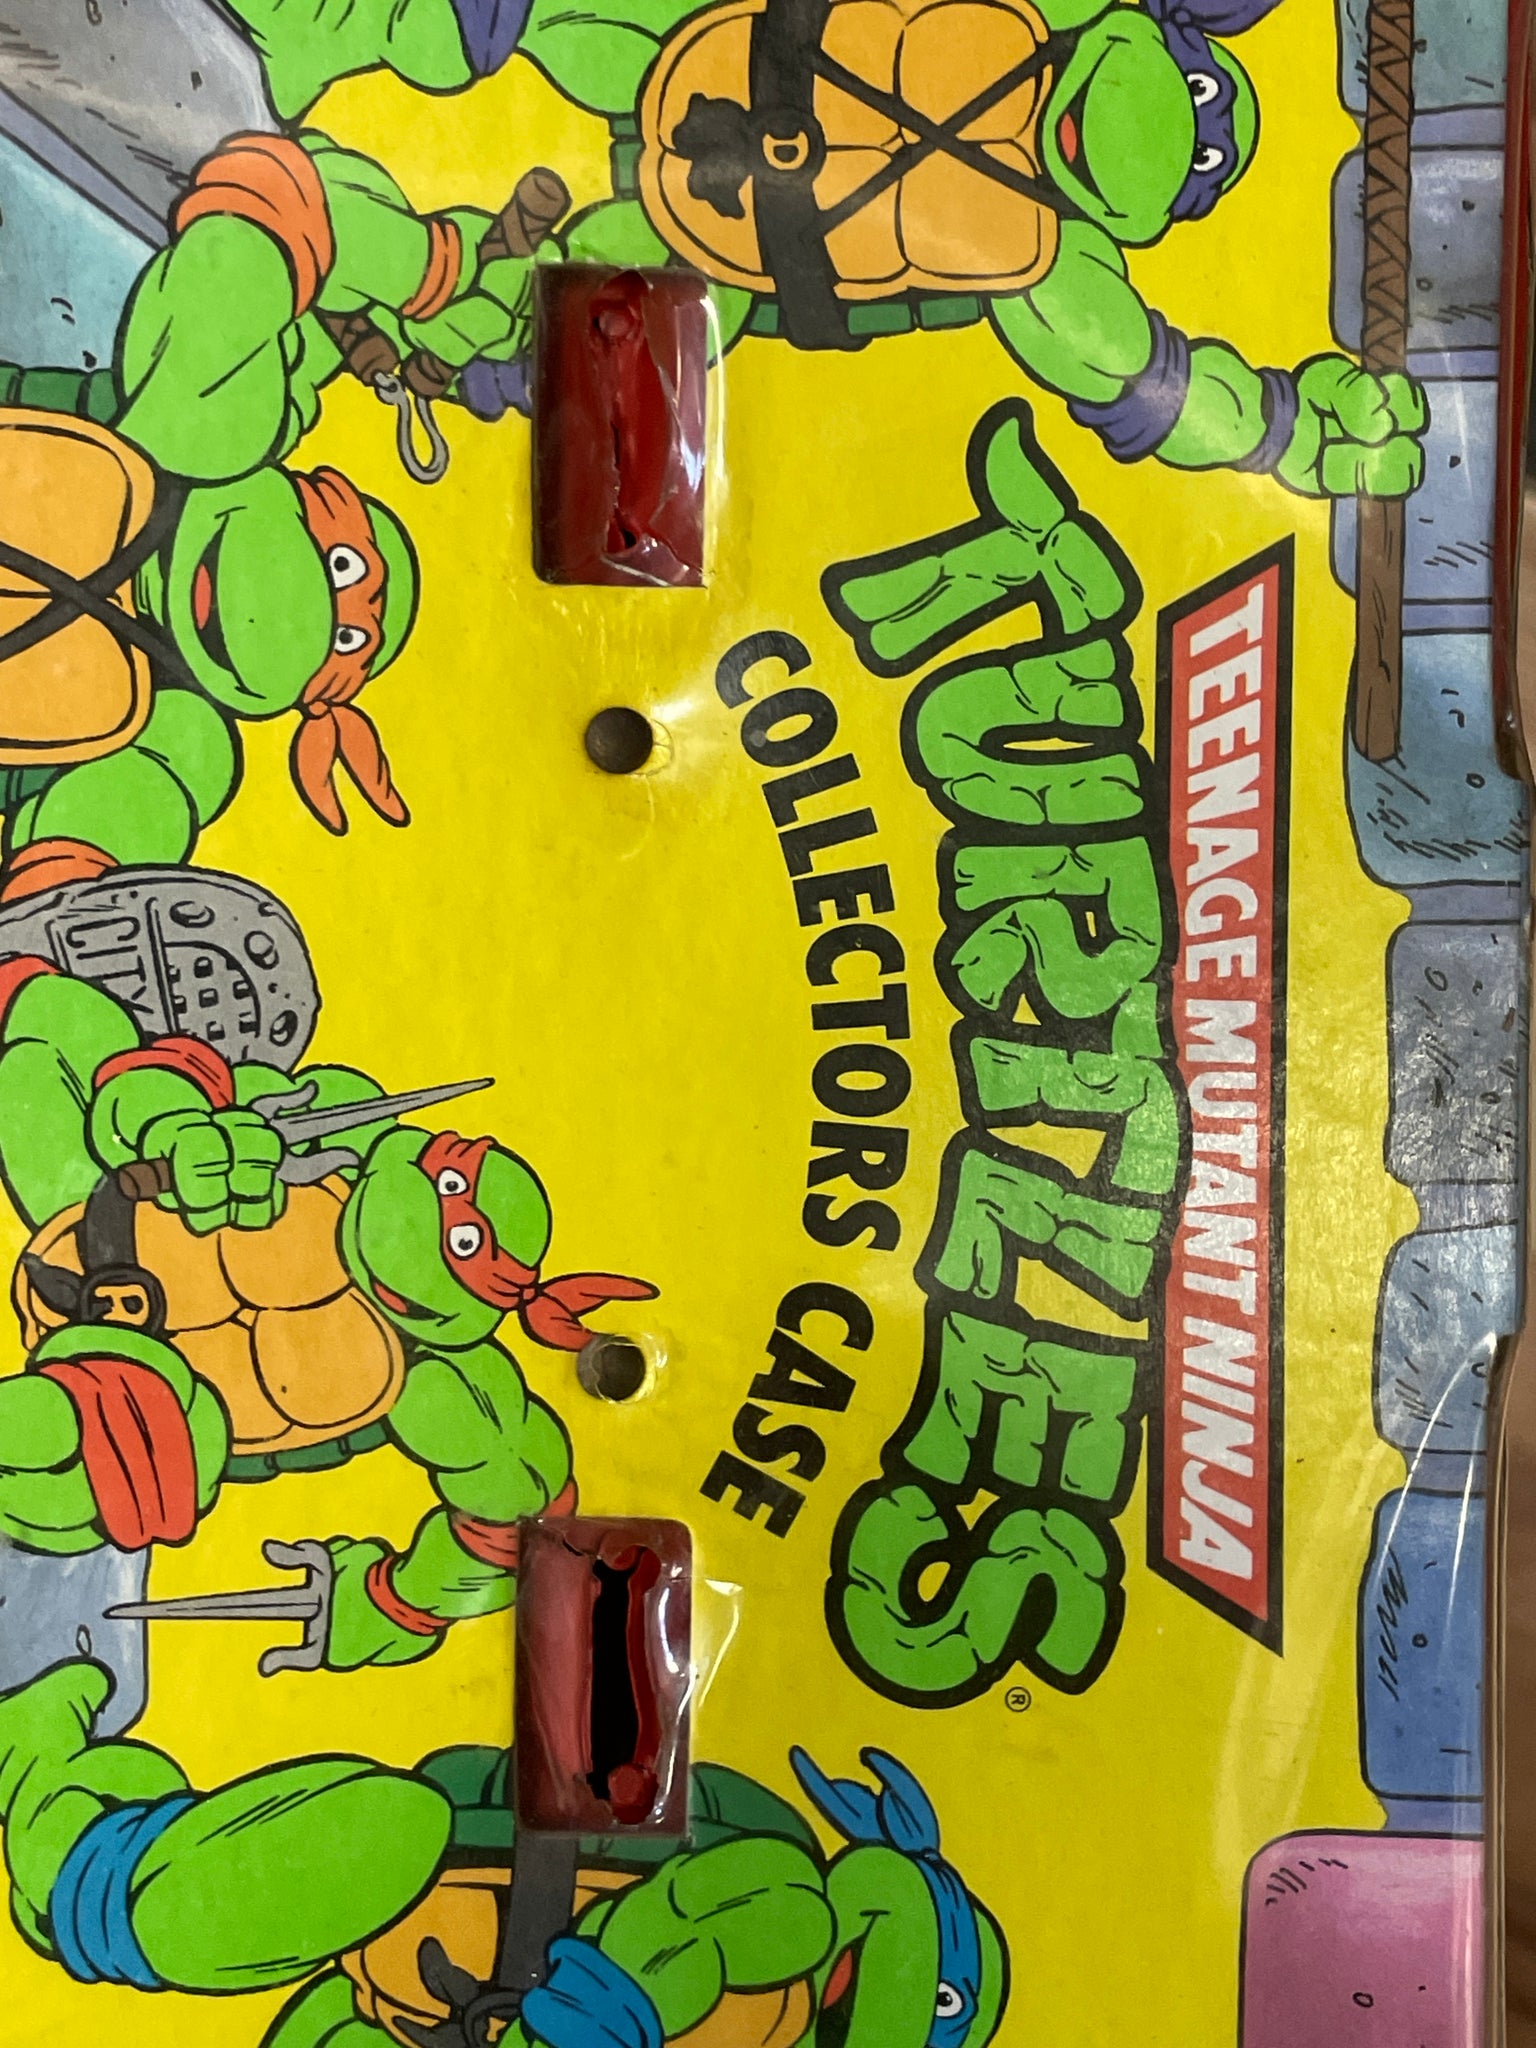 TEENAGE MUTANT NINJA
TURTLES
®
COLLECTORS CASE
D
CITY
R